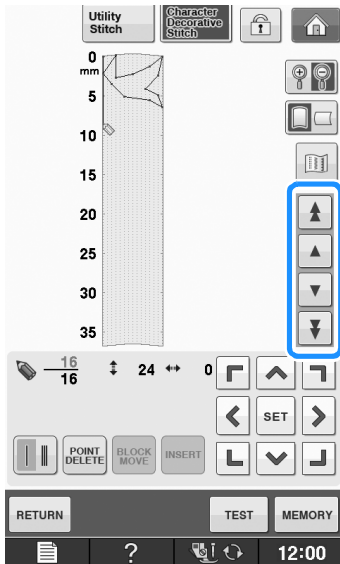 Utility
Stitch
Character
Decorative
Stitch
0
mm
5
10
15
20
25
30
35
16
16
24
0
SET
POINT
DELETE
BLOCK
MOVE
INSERT
RETURN
TEST
MEMORY
?
12:00